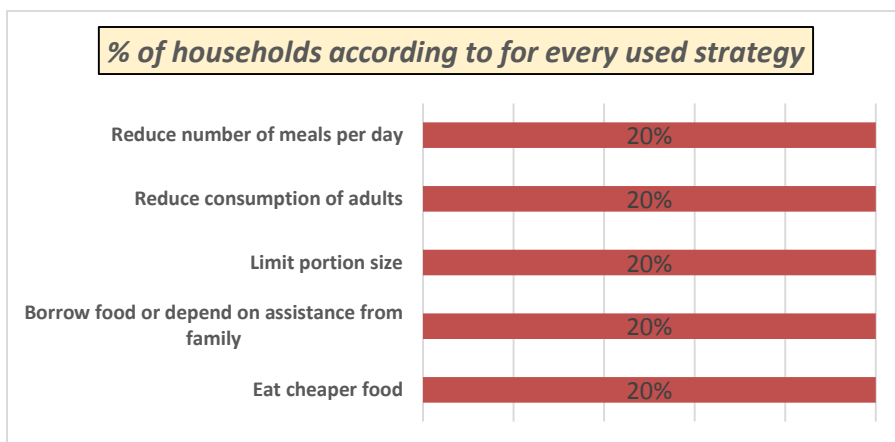 % of households according to for every used strategy
Reduce number of meals per day
20%
Reduce consumption of adults
20%
Limit portion size
20%
Borrow food or depend on assistance from
family
20%
Eat cheaper food
20%